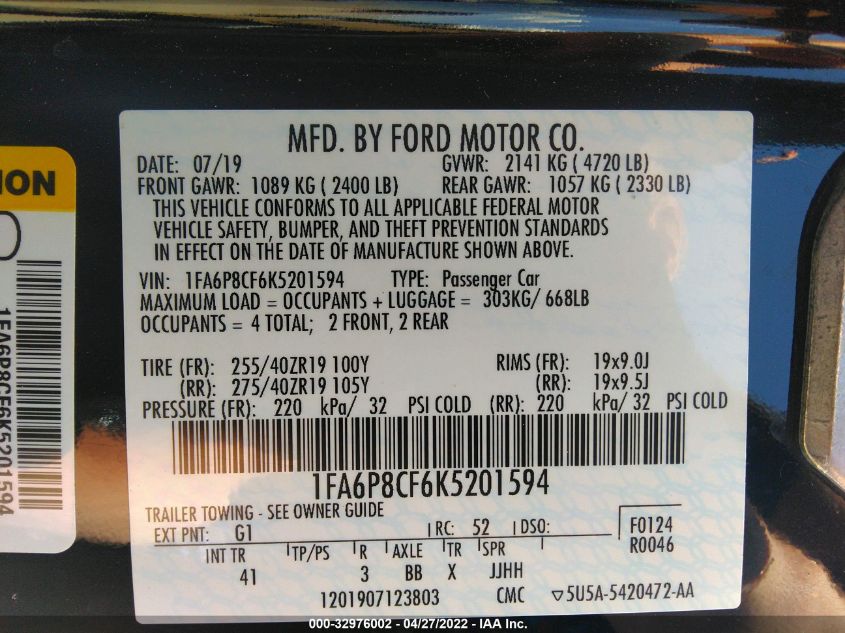 MFD. BY FORD MOTOR CO.
DATE: 07/19 GVWR: 2141 KG ( 4720 LB)
FRONT GAWR: 1089 KG ( 2400 LB) REAR GAWR: 1057 KG ( 2330 LB)
THIS VEHICLE CONFORMS TO ALL APPLICABLE FEDERAL MOTOR
VEHICLE SAFETY, BUMPER, AND THEFT PREVENTION STANDARDS
IN EFFECT ON THE DATE OF MANUFACTURE SHOWN ABOVE.
VIN: 1FA6P8CF6K5201594 TYPE: Passenger Car
MAXIMUM LOAD = OCCUPANTS + LUGGAGE = 303KG/ 668LB
OCCUPANTS = 4 TOTAL; 2 FRONT, 2 REAR
TIRE (FR): 255/40ZR19 100Y RIMS (FR): 19x9.0J
(RR): 275/40ZR19 105Y (RR): 19x9.5J
PRESSURE (FR): 220 kPa/ 32 PSI COLD (RR): 220 kPa/ 32 PSI COLD
1FA6P8CF6K5201594
TRAILER TOWING - SEE OWNER GUIDE
EXT PNT: G1 RC: 52 DSO: F0124
R0046
INT TR TP/PS R AXLE TR SPR
41 3 BB X JJHH
1201907123803 CMC ▽5U5A-5420472-AA
ION
1FA6P8CF6K5201594
000-32976002 - 04/27/2022 - IAA Inc.